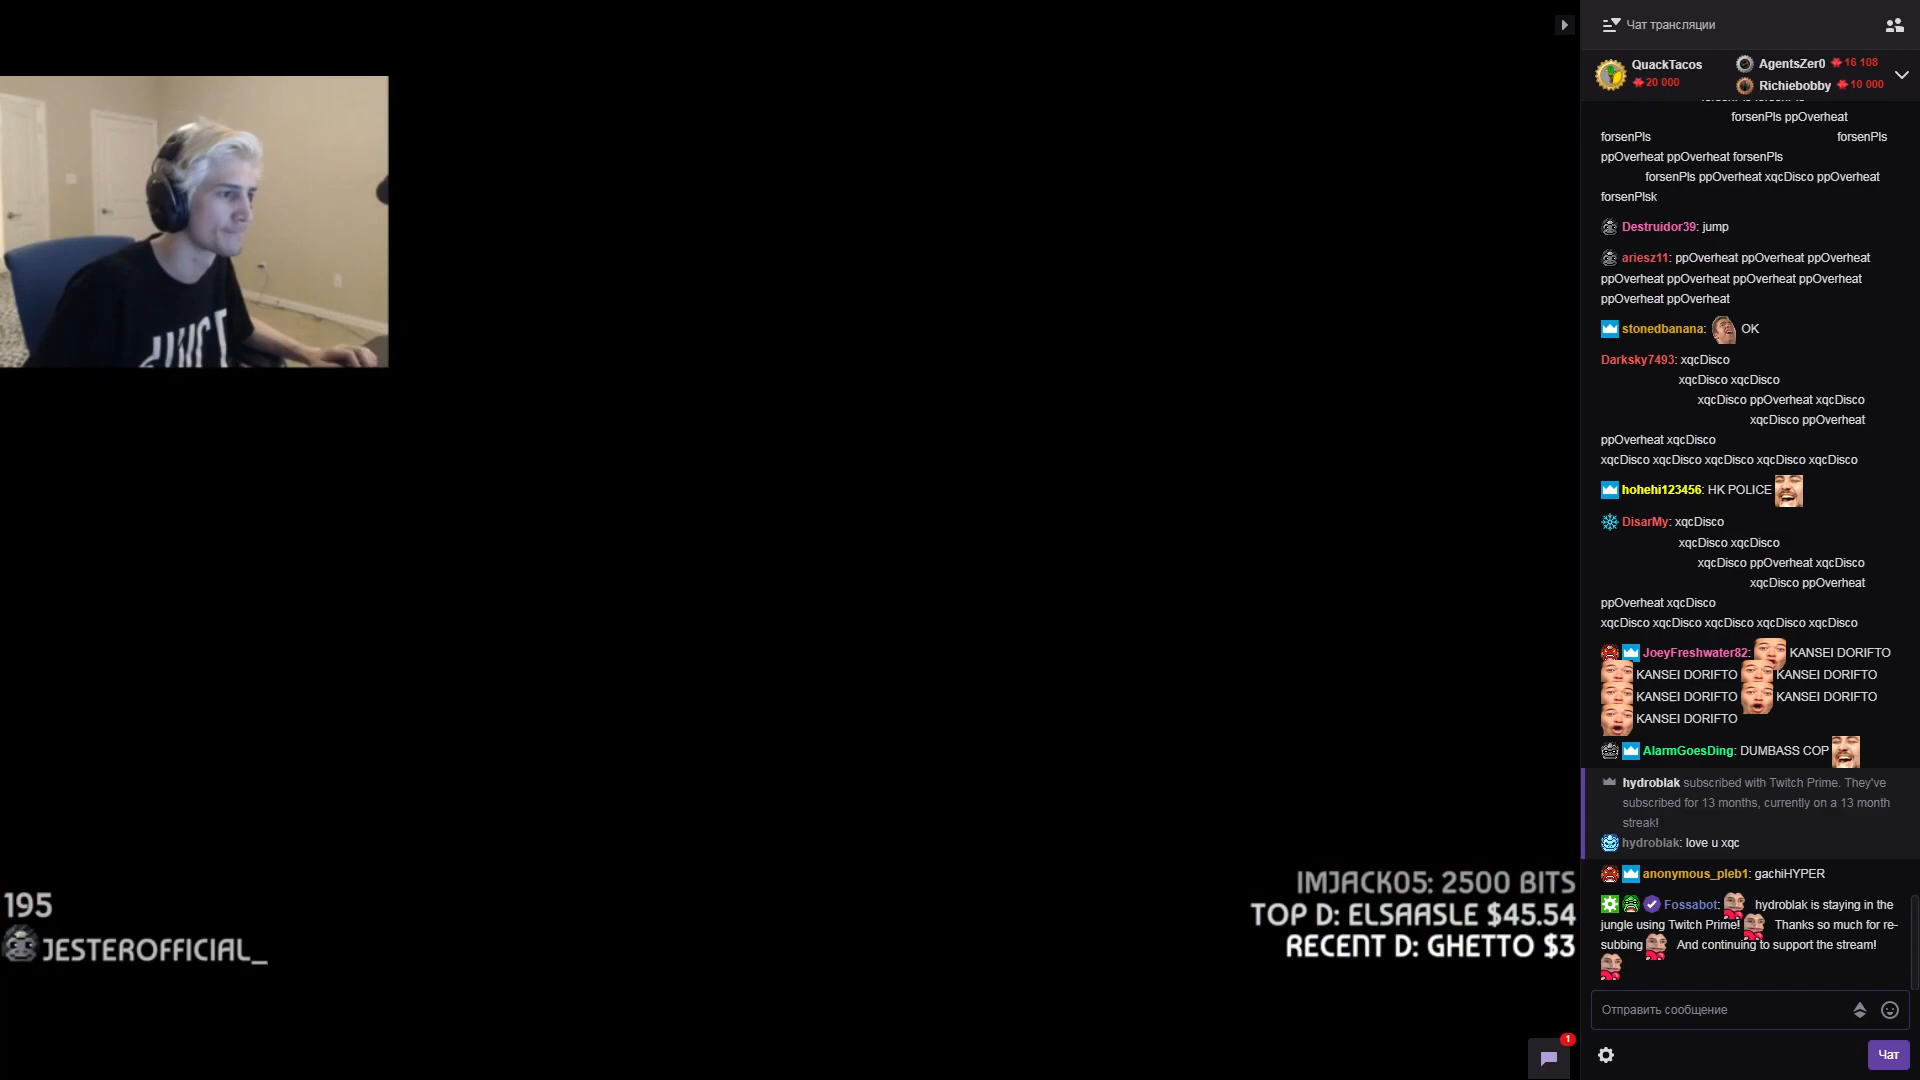 Чат трансляции
QuackTacos
20 000
AgentsZer0 16 108
Richiebobby 10 000
forsenPls ppOverheat
forsenPls forsenPls
ppOverheat ppOverheat forsenPls
forsenPls ppOverheat xqcDisco ppOverheat
forsenPlsk
Destruidor39: jump
ariesz11: ppOverheat ppOverheat ppOverheat
ppOverheat ppOverheat ppOverheat ppOverheat
ppOverheat ppOverheat
stonedbanana: OK
Darksky7493: xqcDisco
xqcDisco xqcDisco
xqcDisco ppOverheat xqcDisco
xqcDisco ppOverheat
ppOverheat xqcDisco
xqcDisco xqcDisco xqcDisco xqcDisco xqcDisco
hohehi123456: HK POLICE
DisarMy: xqcDisco
xqcDisco xqcDisco
xqcDisco ppOverheat xqcDisco
xqcDisco ppOverheat
ppOverheat xqcDisco
xqcDisco xqcDisco xqcDisco xqcDisco xqcDisco
JoeyFreshwater82: KANSEI DORIFTO
KANSEI DORIFTO KANSEI DORIFTO
KANSEI DORIFTO KANSEI DORIFTO
KANSEI DORIFTO
AlarmGoesDing: DUMBASS COP
hydroblak subscribed with Twitch Prime. They've
subscribed for 13 months, currently on a 13 month
streak!
hydroblak: love u xqc
anonymous_pleb1: gachiHYPER
Fossabot: hydroblak is staying in the
jungle using Twitch Prime! Thanks so much for re-
subbing And continuing to support the stream!
Отправить сообщение
Чат
1
195
JESTEROFFICIAL_
IMJACK05: 2500 BITS
TOP D: ELSAASLE $45.54
RECENT D: GHETTO $3